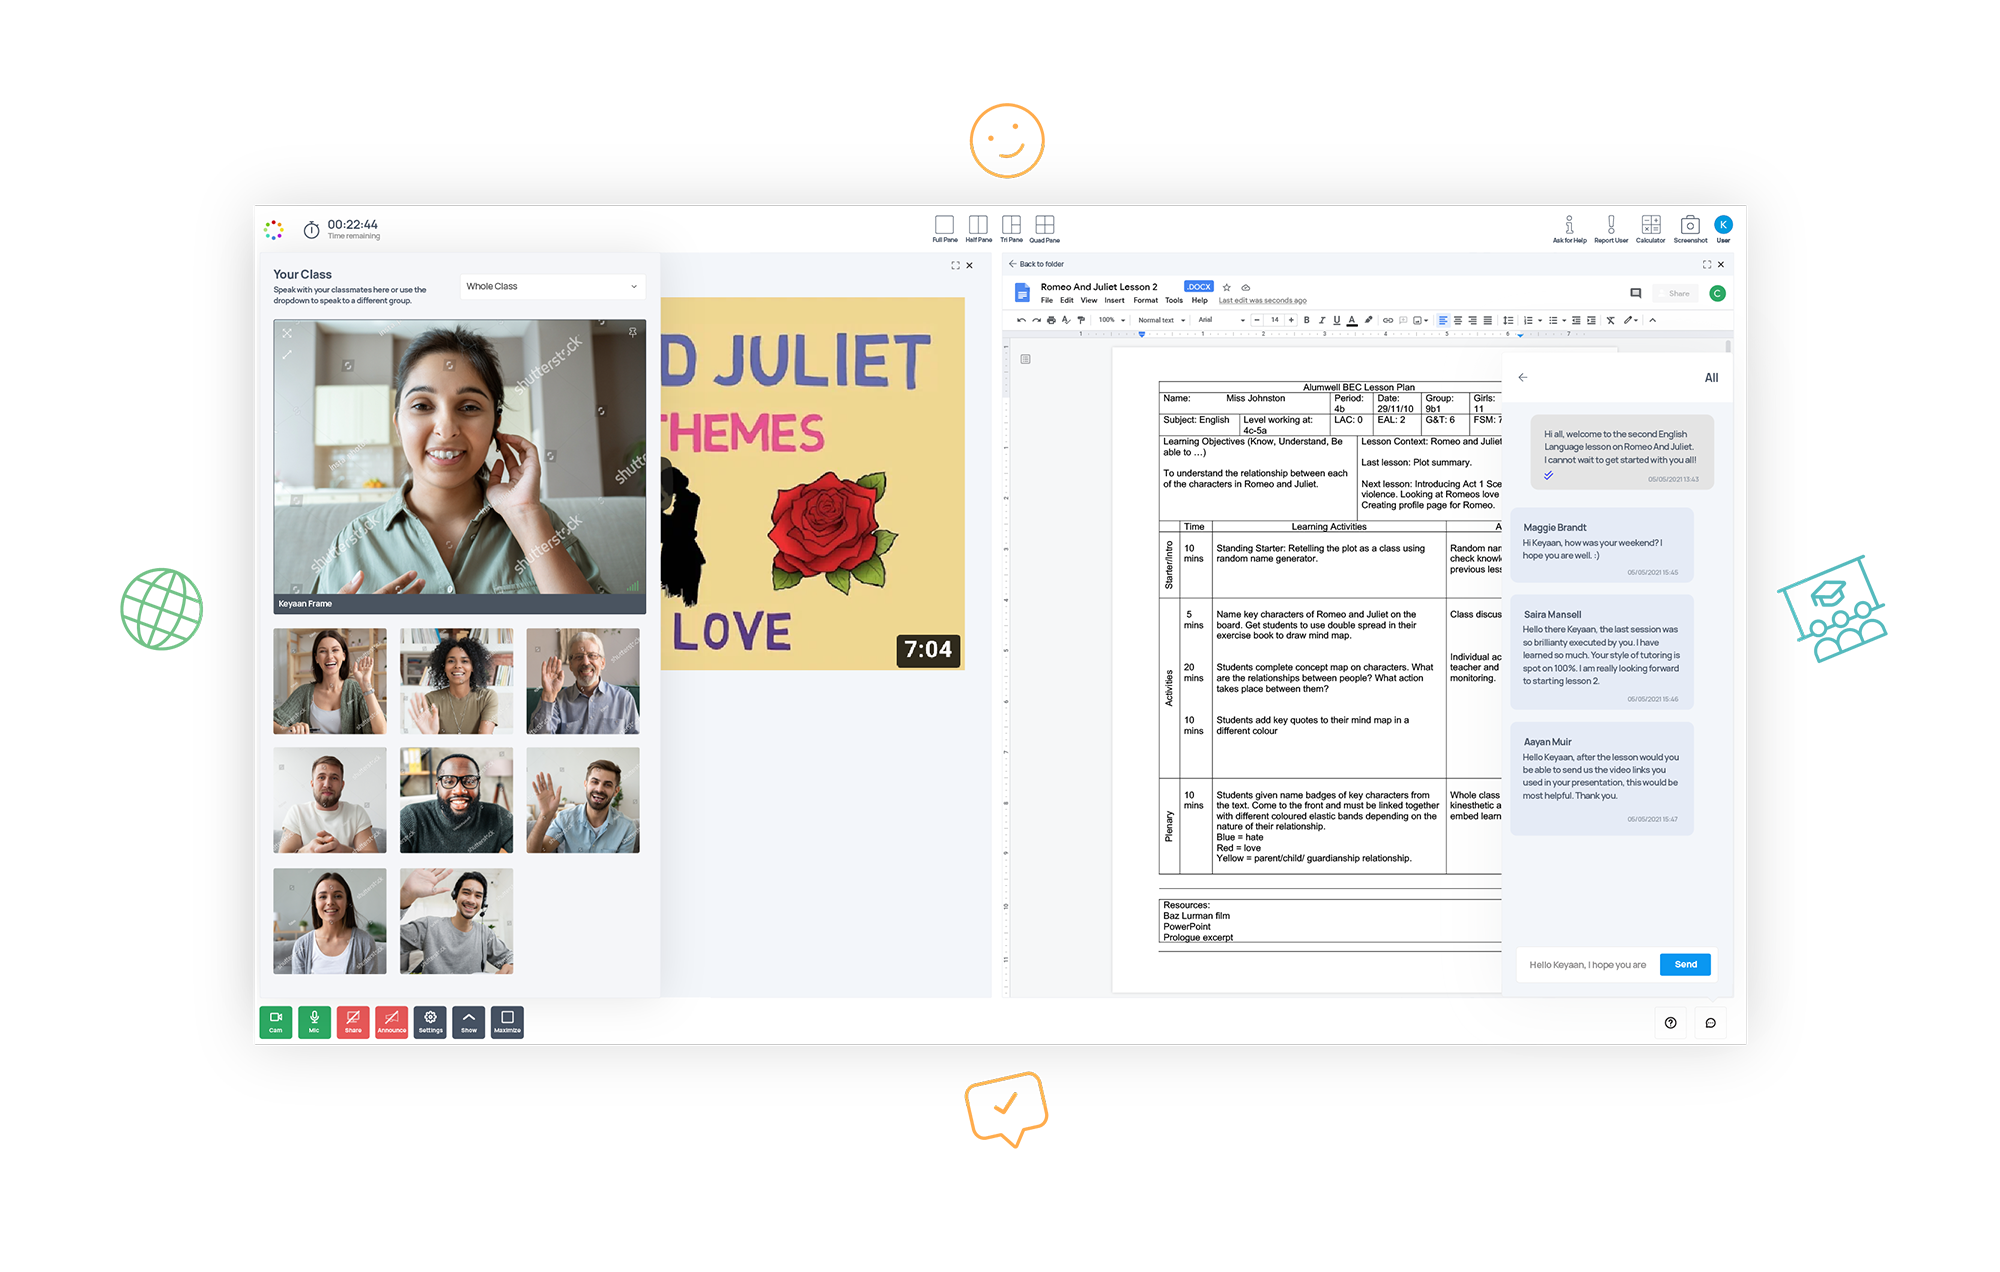 00:22:44
Time remaining
Full Pane
Half Pane
Tri Pane
Quad Pane
Ask for Help
Report User
Calculator
Screenshot
K
User
Your Class
Speak with your classmates here or use the
dropdown to speak to a different group.
Whole Class
shutterstock
shutterstock
shutterstock
Keyaan Frame
D JULIET
THEMES
LOVE
7:04
Back to folder
Romeo And Juliet Lesson 2
.DOCX
File Edit View Insert Format Tools Help
Last edit was seconds ago
Share
C
100%
Normal text
Arial
14
B I U A
Alumwell BEC Lesson Plan
Name: Miss Johnston
Period:
4b
Date:
29/11/10
Group:
9b1
Girls:
11
Subject: English
Level working at:
4c-5a
LAC: 0
EAL: 2
G&T: 6
FSM: 7
Learning Objectives (Know, Understand, Be
able to …)
To understand the relationship between each
of the characters in Romeo and Juliet.
Lesson Context: Romeo and Juliet
Last lesson: Plot summary.
Next lesson: Introducing Act 1 Sce
violence. Looking at Romeos love
Creating profile page for Romeo.
Time
Learning Activities
A
Starter/Intro
10
mins
Standing Starter: Retelling the plot as a class using
random name generator.
Random nam
check knowl
previous less
Activities
5
mins
Name key characters of Romeo and Juliet on the
board. Get students to use double spread in their
exercise book to draw mind map.
Class discus
20
mins
Students complete concept map on characters. What
are the relationships between people? What action
takes place between them?
Individual ac
teacher and
monitoring.
10
mins
Students add key quotes to their mind map in a
different colour
Plenary
10
mins
Students given name badges of key characters from
the text. Come to the front and must be linked together
with different coloured elastic bands depending on the
nature of their relationship.
Blue = hate
Red = love
Yellow = parent/child/ guardianship relationship.
Whole class
kinesthetic a
embed learn
Resources:
Baz Lurman film
PowerPoint
Prologue excerpt
All
Hi all, welcome to the second English
Language lesson on Romeo And Juliet.
I cannot wait to get started with you all!
05/05/2021 13:43
Maggie Brandt
Hi Keyaan, how was your weekend? I
hope you are well. :)
05/05/2021 15:45
Saira Mansell
Hello there Keyaan, the last session was
so brillianty executed by you. I have
learned so much. Your style of tutoring is
spot on 100%. I am really looking forward
to starting lesson 2.
05/05/2021 15:46
Aayan Muir
Hello Keyaan, after the lesson would you
be able to send us the video links you
used in your presentation, this would be
most helpful. Thank you.
05/05/2021 15:47
Hello Keyaan, I hope you are
Send
Cam
Mic
Share
Announce
Settings
Show
Maximize